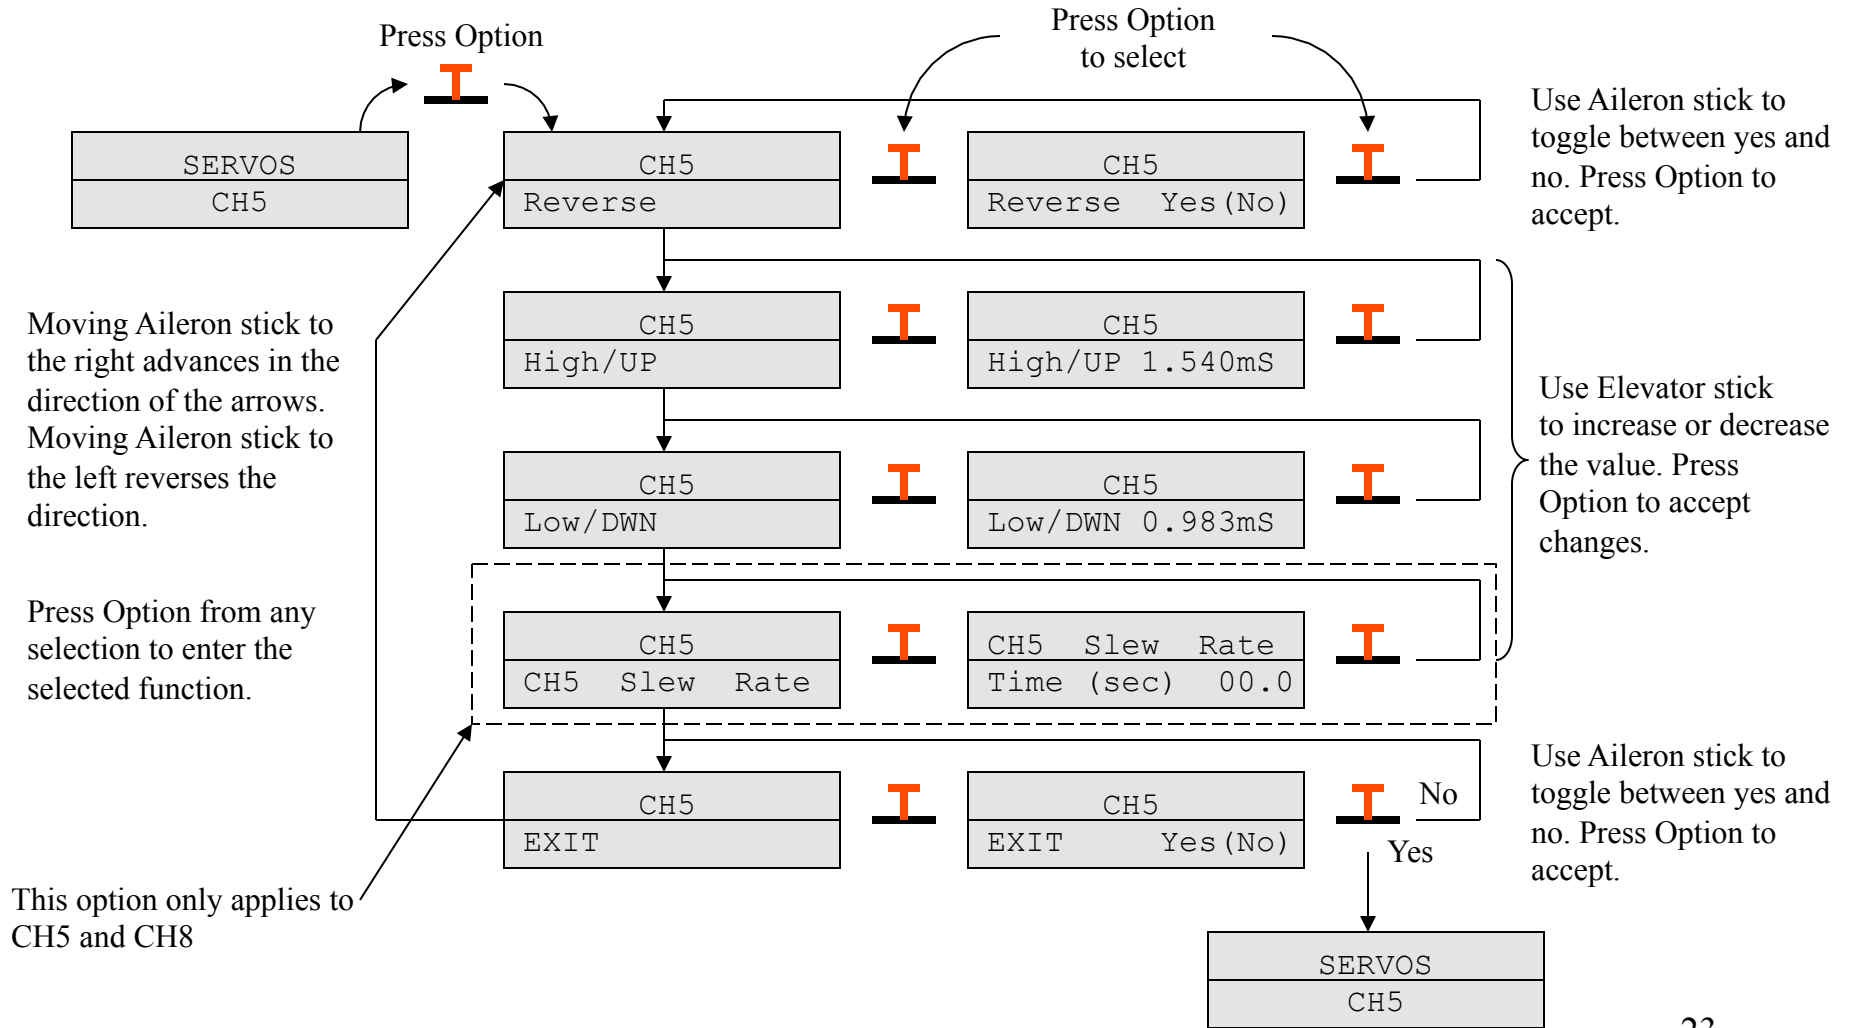 Press Option
Press Option
to select
SERVOS
CH5
CH5
Reverse
CH5
Reverse Yes(No)
Use Aileron stick to
toggle between yes and
no. Press Option to
accept.
Moving Aileron stick to
the right advances in the
direction of the arrows.
Moving Aileron stick to
the left reverses the
direction.
CH5
High/UP
CH5
High/UP 1.540mS
Use Elevator stick
to increase or decrease
the value. Press
Option to accept
changes.
CH5
Low/DWN
CH5
Low/DWN 0.983mS
Press Option from any
selection to enter the
selected function.
CH5
CH5 Slew Rate
CH5 Slew Rate
Time (sec) 00.0
CH5
EXIT
CH5
EXIT Yes(No)
No
Yes
Use Aileron stick to
toggle between yes and
no. Press Option to
accept.
This option only applies to
CH5 and CH8
SERVOS
CH5